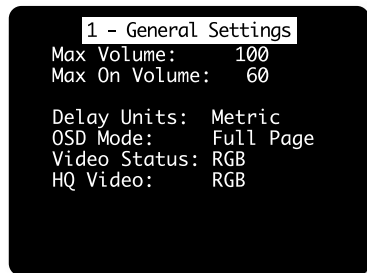 1 - General Settings
Max Volume: 100
Max On Volume: 60
Delay Units: Metric
OSD Mode: Full Page
Video Status: RGB
HQ Video: RGB